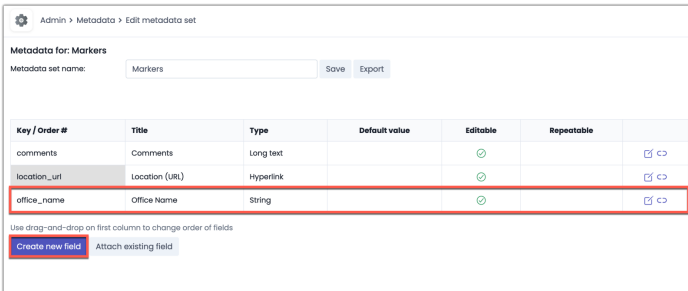 Admin > Metadata > Edit metadata set
Metadata for: Markers
Metadata set name: Markers Save Export
Key / Order # Title Type Default value Editable Repeatable
comments Comments Long text
location_url Location (URL) Hyperlink
office_name Office Name String
Use drag-and-drop on first column to change order of fields
Create new field Attach existing field